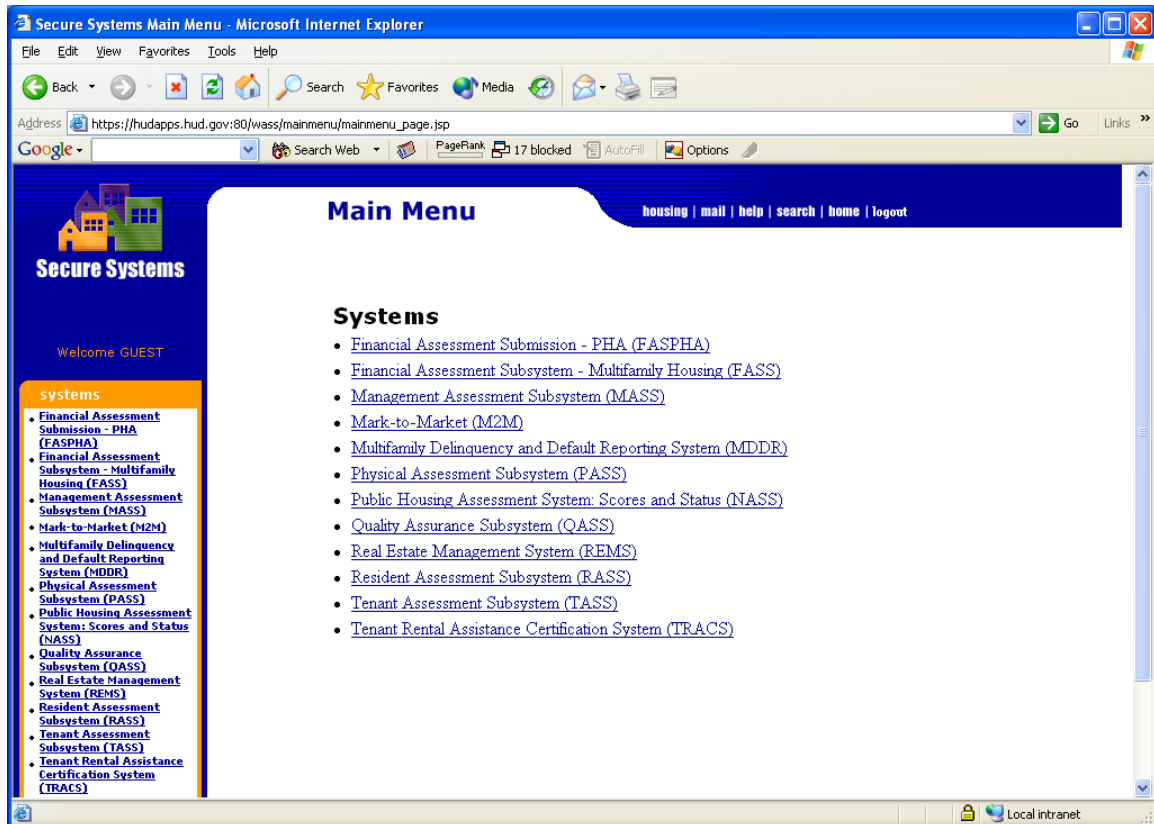 Secure Systems Main Menu - Microsoft Internet Explorer
File Edit View Favorites Tools Help
Back Search Favorites Media
Address https://hudapps.hud.gov:80/wass/mainmenu/mainmenu_page.jsp Go Links »
Google Search Web PageRank 17 blocked AutoFill Options
Main Menu
housing | mail | help | search | home | logout
Secure Systems
Welcome GUEST
systems
Financial Assessment
Submission - PHA
(FASPHA)
Financial Assessment
Subsystem - Multifamily
Housing (FASS)
Management Assessment
Subsystem (MASS)
Mark-to-Market (M2M)
Multifamily Delinquency
and Default Reporting
System (MDDR)
Physical Assessment
Subsystem (PASS)
Public Housing Assessment
System: Scores and Status
(NASS)
Quality Assurance
Subsystem (QASS)
Real Estate Management
System (REMS)
Resident Assessment
Subsystem (RASS)
Tenant Assessment
Subsystem (TASS)
Tenant Rental Assistance
Certification System
(TRACS)
Systems
• Financial Assessment Submission - PHA (FASPHA)
• Financial Assessment Subsystem - Multifamily Housing (FASS)
• Management Assessment Subsystem (MASS)
• Mark-to-Market (M2M)
• Multifamily Delinquency and Default Reporting System (MDDR)
• Physical Assessment Subsystem (PASS)
• Public Housing Assessment System: Scores and Status (NASS)
• Quality Assurance Subsystem (QASS)
• Real Estate Management System (REMS)
• Resident Assessment Subsystem (RASS)
• Tenant Assessment Subsystem (TASS)
• Tenant Rental Assistance Certification System (TRACS)
Local intranet